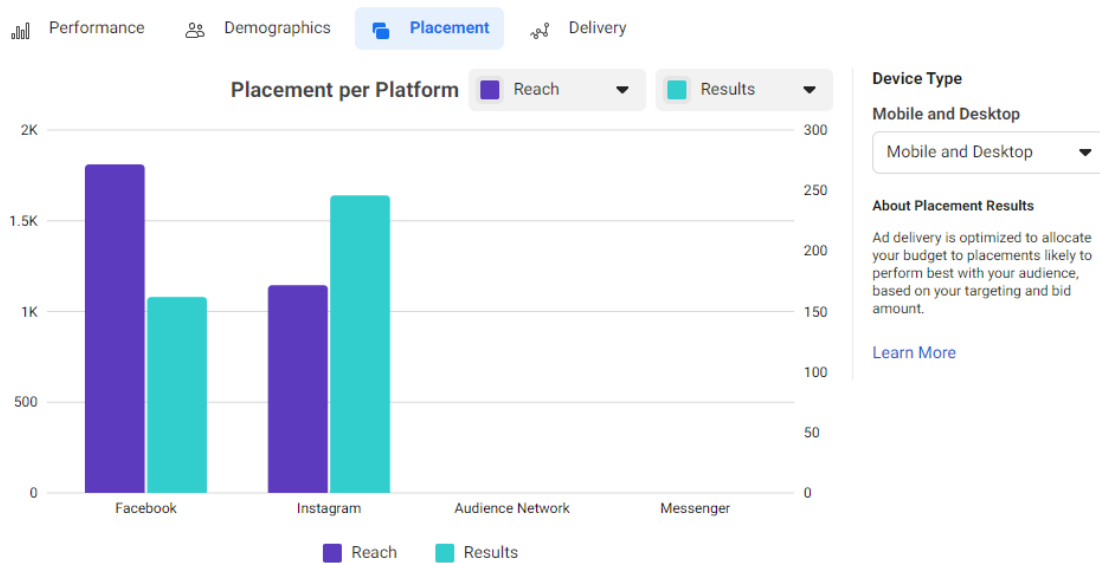 Performance
Demographics
Placement
Delivery
Placement per Platform
Reach
Results
2K
1.5K
1K
500
0
300
250
200
150
100
50
0
Facebook
Instagram
Audience Network
Messenger
Reach
Results
Device Type
Mobile and Desktop
Mobile and Desktop
About Placement Results
Ad delivery is optimized to allocate
your budget to placements likely to
perform best with your audience,
based on your targeting and bid
amount.
Learn More